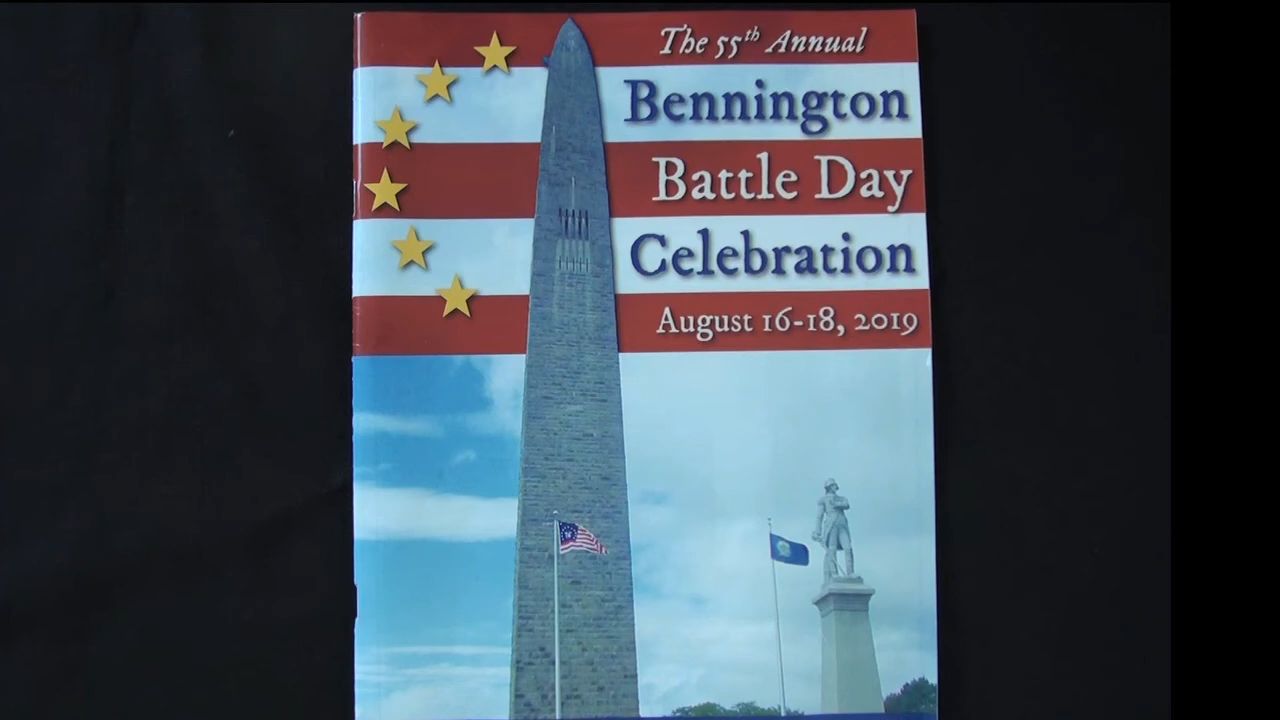 The 55th Annual
Bennington
Battle Day
Celebration
August 16-18, 2019